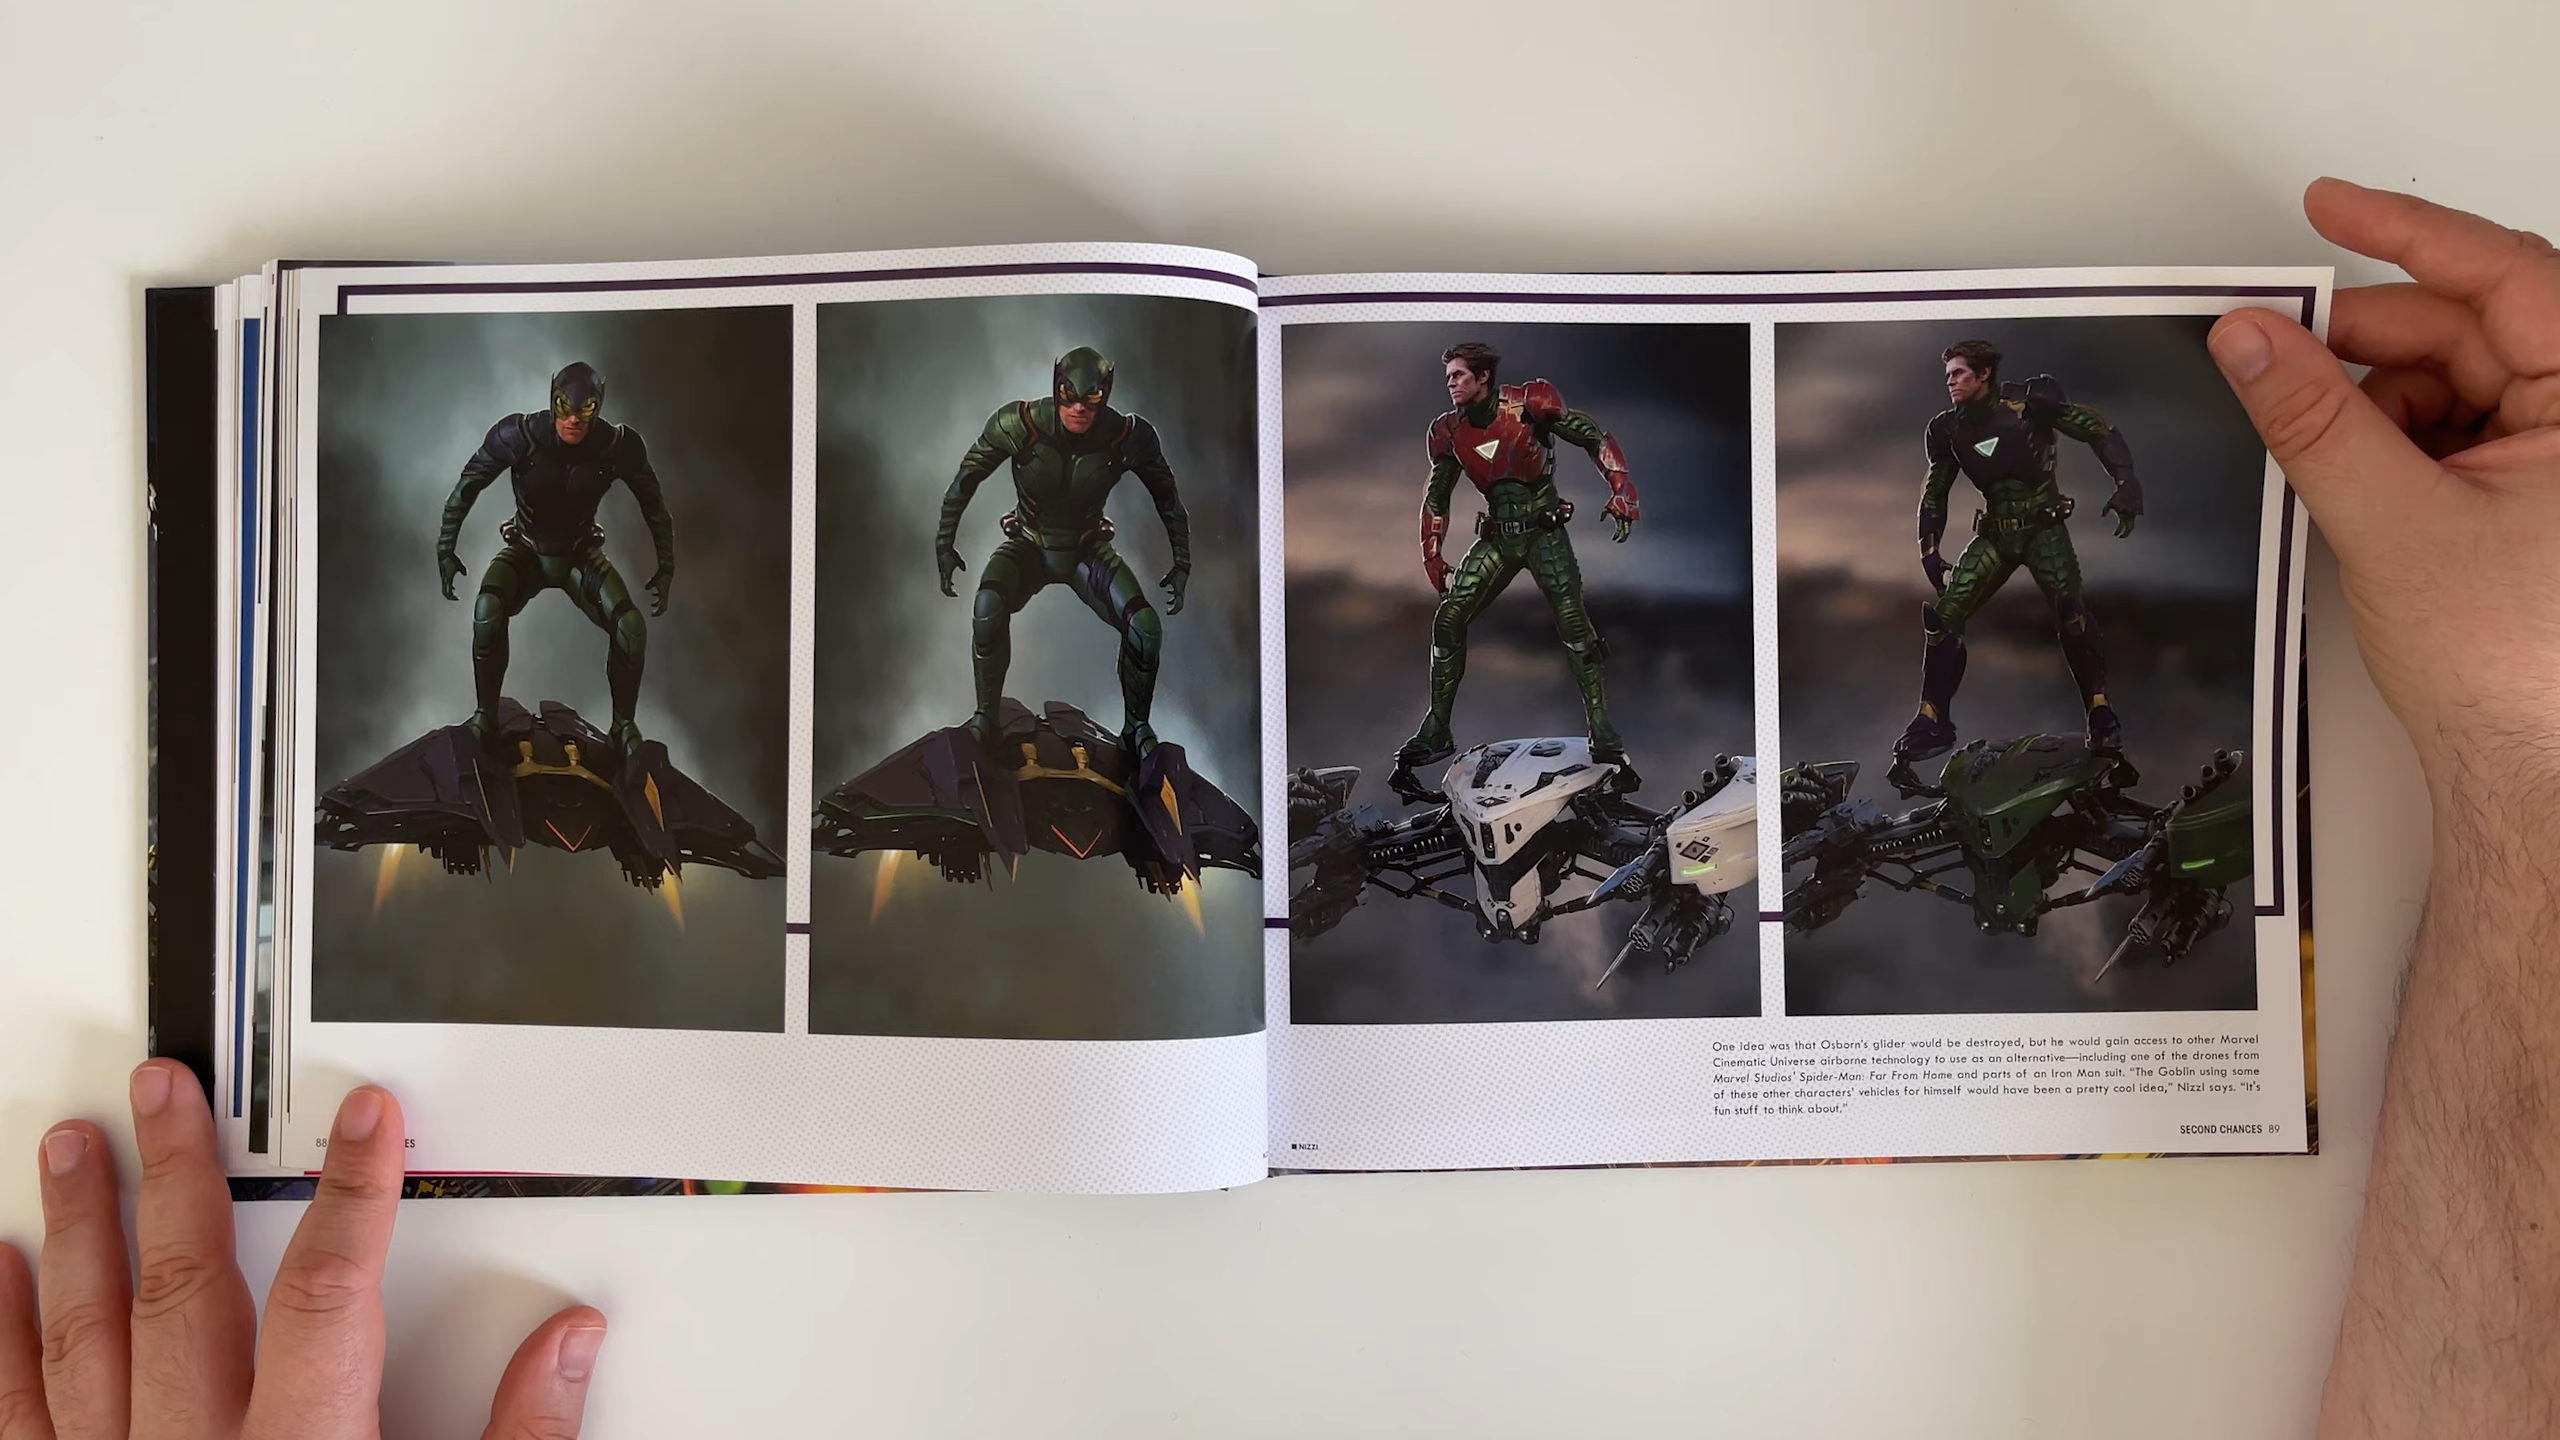 One idea was that Osborn's glider would be destroyed, but he would gain access to other Marvel
Cinematic Universe airborne technology to use as an alternative—including one of the drones from
Marvel Studios' Spider-Man: Far From Home and parts of an Iron Man suit. "The Goblin using some
of these other characters' vehicles for himself would have been a pretty cool idea," Nizzi says. "It's
fun stuff to think about."
88
■ NIZZI
SECOND CHANCES 89